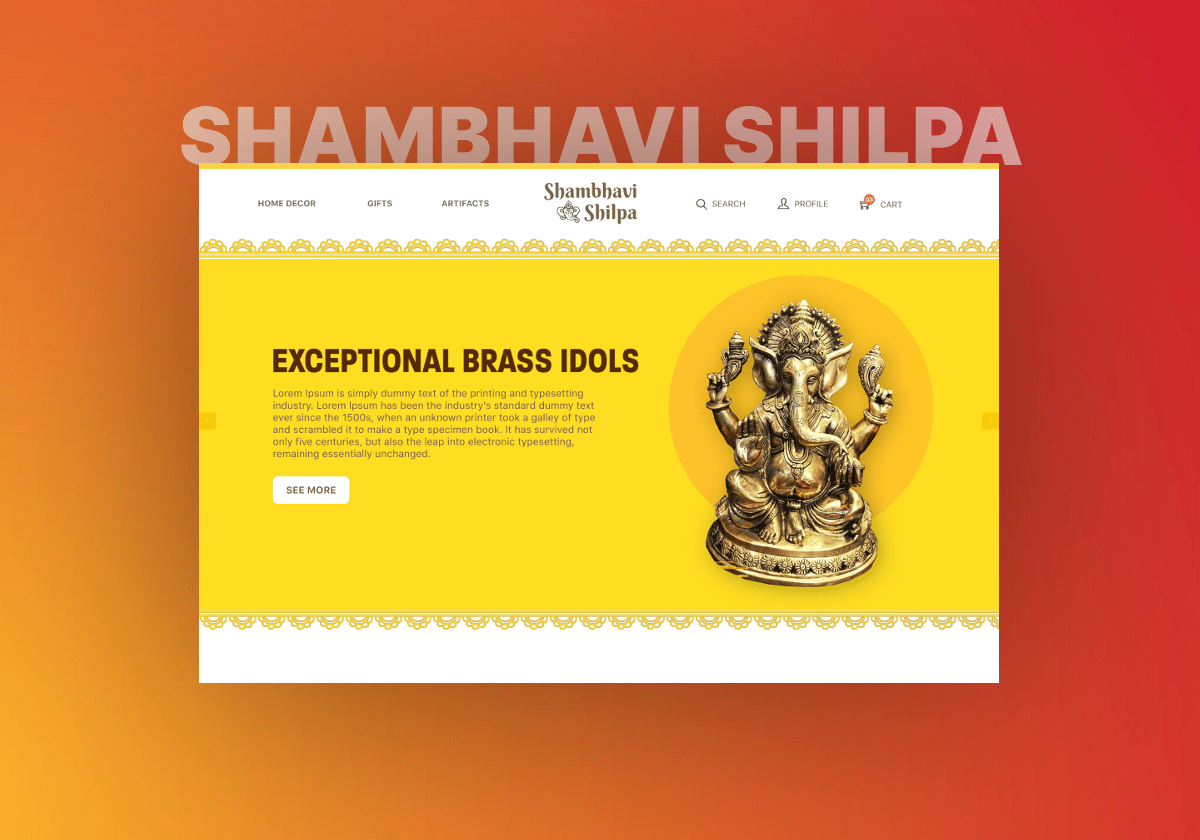 SHAMBHAVI SHILPA
HOME DECOR
GIFTS
ARTIFACTS
Shambhavi
Shilpa
SEARCH
PROFILE
03
CART
EXCEPTIONAL BRASS IDOLS
Lorem Ipsum is simply dummy text of the printing and typesetting
industry. Lorem Ipsum has been the industry's standard dummy text
ever since the 1500s, when an unknown printer took a galley of type
and scrambled it to make a type specimen book. It has survived not
only five centuries, but also the leap into electronic typesetting,
remaining essentially unchanged.
SEE MORE